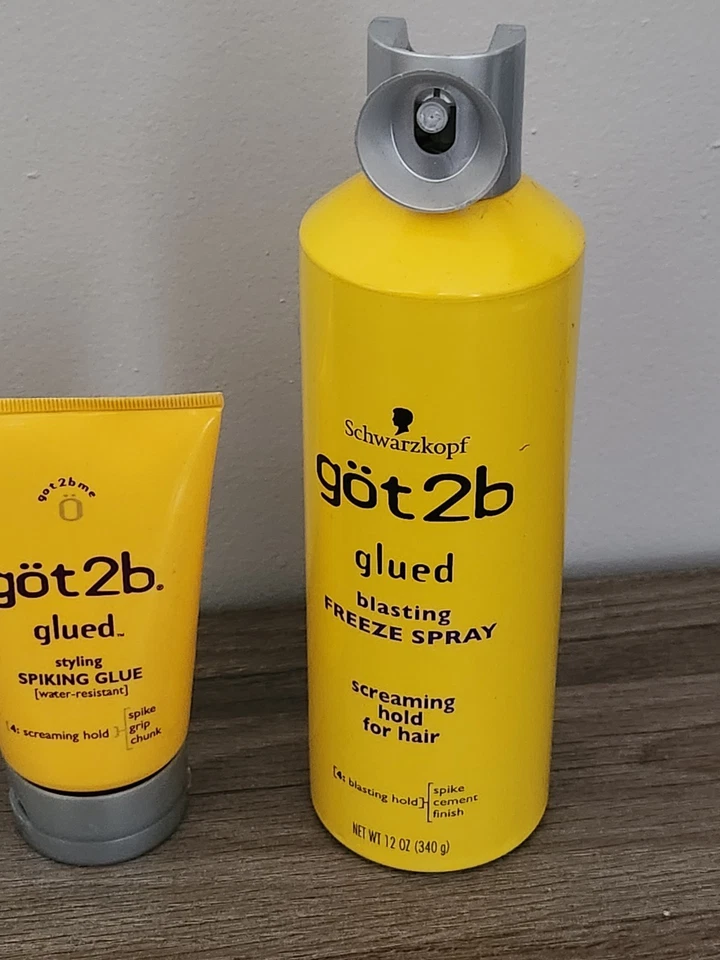 got2bme
ö
göt2b®
glued™
styling
SPIKING GLUE
[water-resistant]
4: screaming hold
spike
grip
chunk
Schwarzkopf
göt2b
glued
blasting
FREEZE SPRAY
screaming
hold
for hair
[4: blasting hold]
spike
cement
finish
NET WT 12 OZ (340 g)